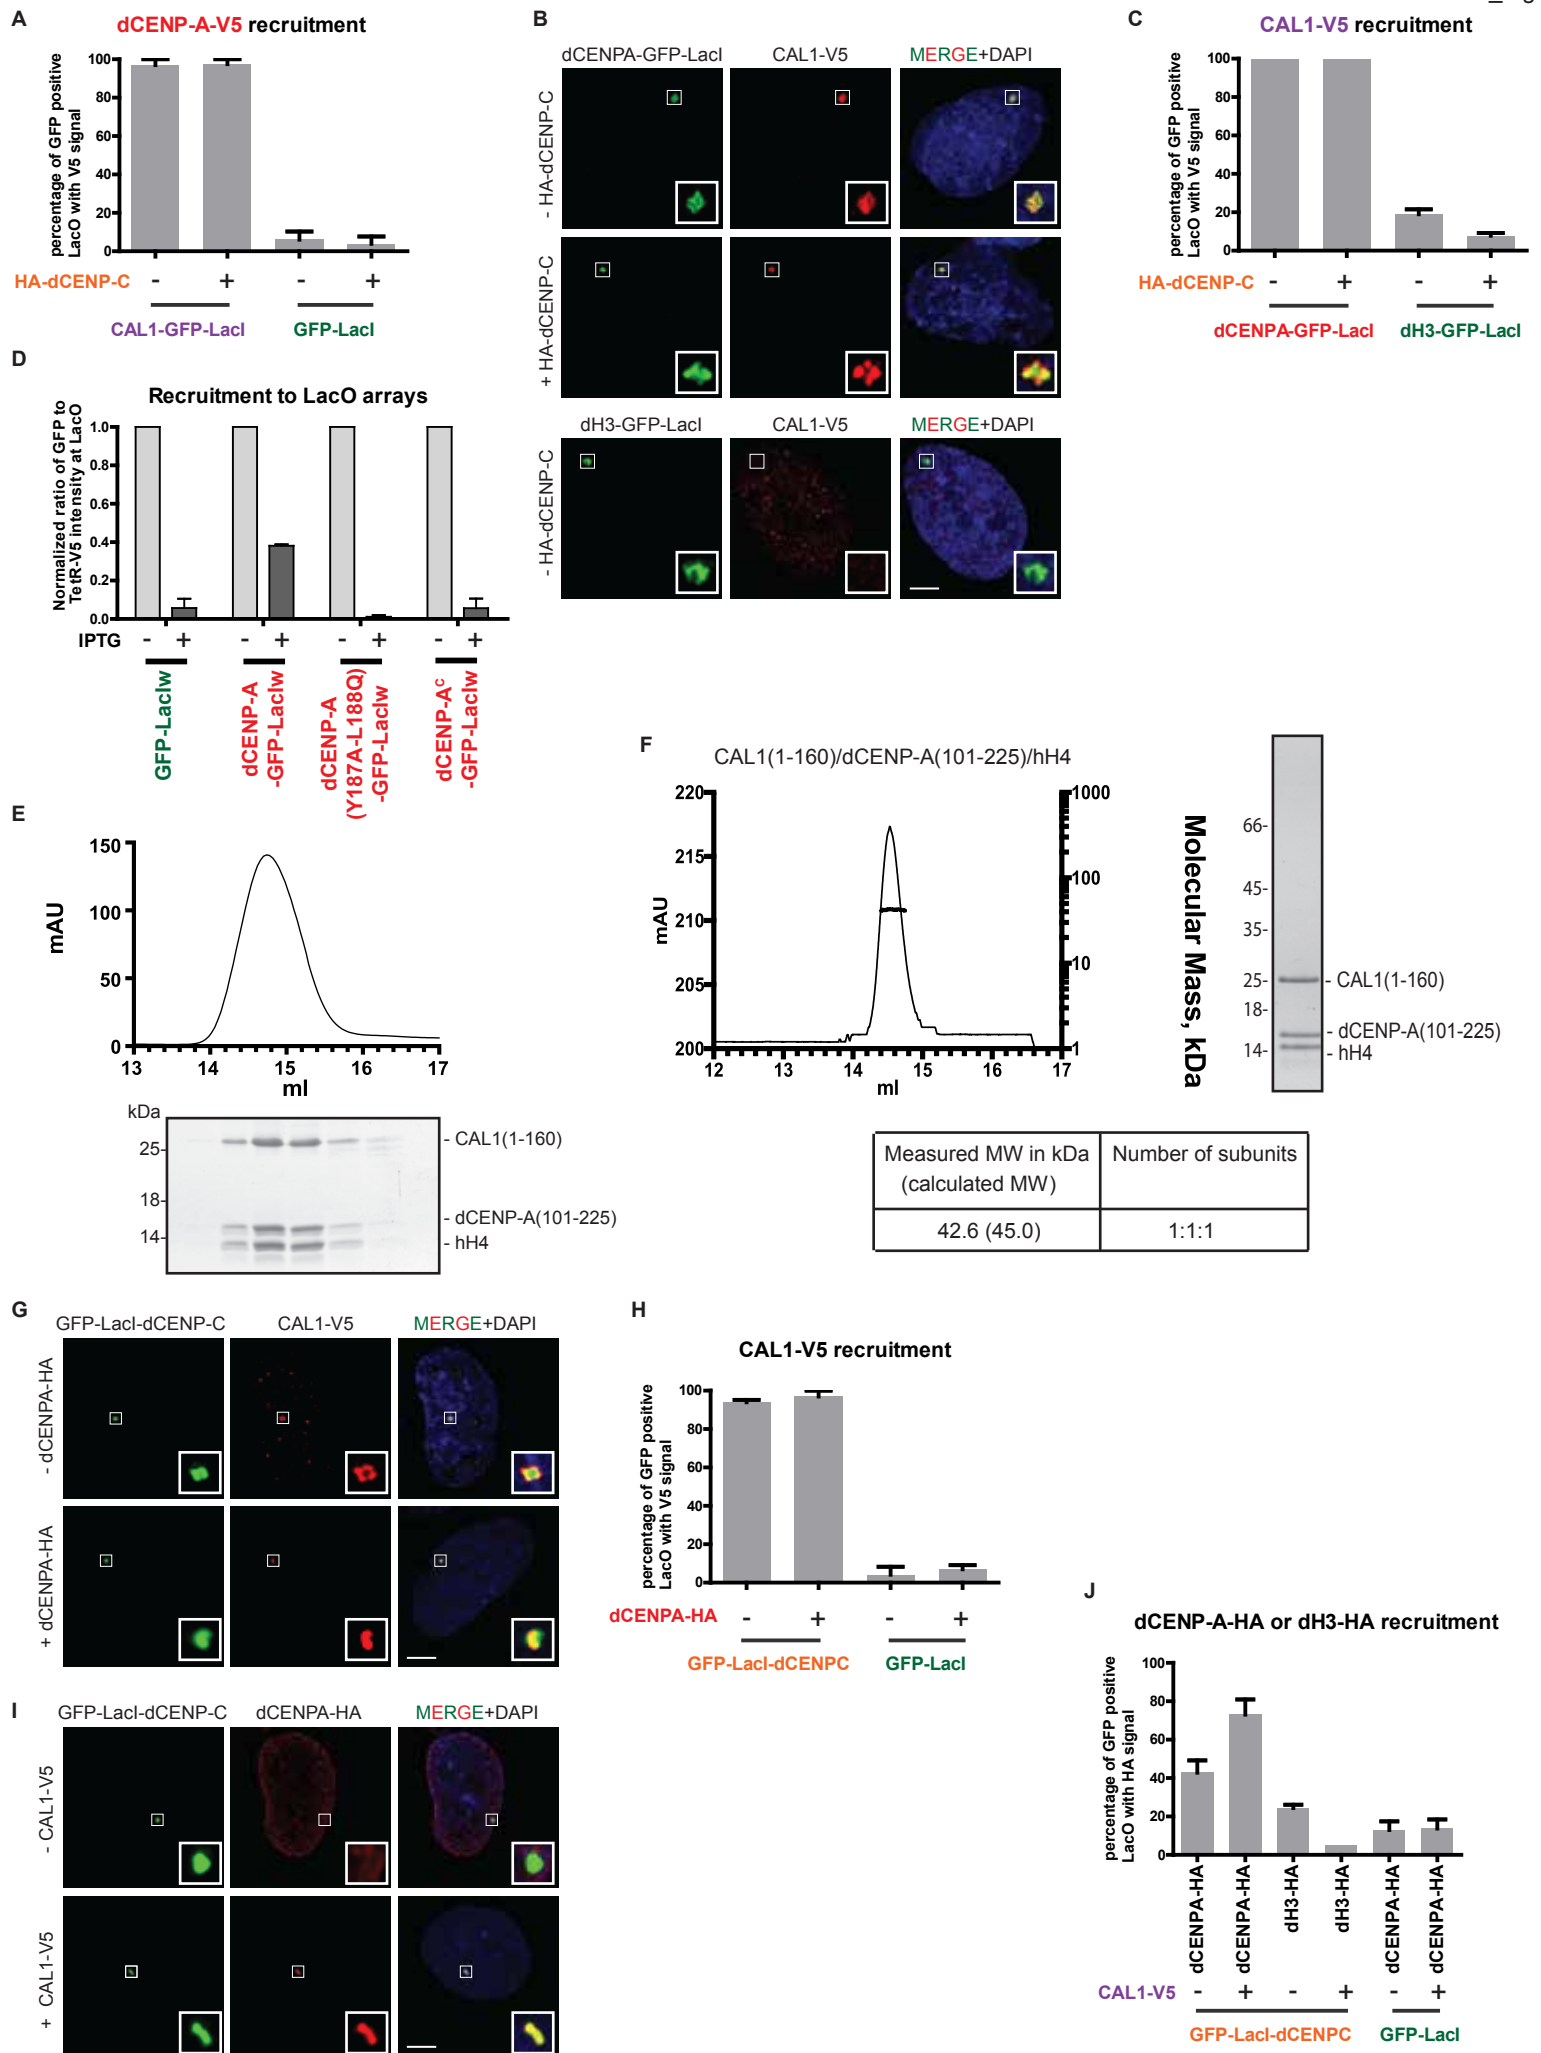 A
dCENP-A-V5 recruitment
percentage of GFP positive
LacO with V5 signal
100
80
60
40
20
0
HA-dCENP-C
- + - +
CAL1-GFP-LacI
GFP-LacI
B
dCENPA-GFP-LacI CAL1-V5 MERGE+DAPI
- HA-dCENP-C
+ HA-dCENP-C
dH3-GFP-LacI CAL1-V5 MERGE+DAPI
- HA-dCENP-C
C
CAL1-V5 recruitment
percentage of GFP positive
LacO with V5 signal
100
80
60
40
20
0
HA-dCENP-C
- + - +
dCENPA-GFP-LacI
dH3-GFP-LacI
D
Recruitment to LacO arrays
Normalized ratio of GFP to
TetR-V5 intensity at LacO
1.0
0.8
0.6
0.4
0.2
0.0
IPTG
- + - + - + - +
GFP-LacIw
dCENP-A
-GFP-LacIw
dCENP-A
(Y187A-L188Q)
-GFP-LacIw
dCENP-Aᶜ
-GFP-LacIw
E
mAU
150
100
50
0
13 14 15 16 17
ml
kDa
25-
18-
14-
- CAL1(1-160)
- dCENP-A(101-225)
- hH4
F
CAL1(1-160)/dCENP-A(101-225)/hH4
mAU
220
215
210
205
200
1000
100
10
1
12 13 14 15 16 17
ml
Molecular Mass, kDa
66-
45-
35-
25-
18-
14-
- CAL1(1-160)
- dCENP-A(101-225)
- hH4
Measured MW in kDa
(calculated MW)
Number of subunits
42.6 (45.0)
1:1:1
G
GFP-LacI-dCENP-C CAL1-V5 MERGE+DAPI
- dCENPA-HA
+ dCENPA-HA
H
CAL1-V5 recruitment
percentage of GFP positive
LacO with V5 signal
100
80
60
40
20
0
dCENPA-HA
- + - +
GFP-LacI-dCENPC
GFP-LacI
I
GFP-LacI-dCENP-C dCENPA-HA MERGE+DAPI
- CAL1-V5
+ CAL1-V5
J
dCENP-A-HA or dH3-HA recruitment
percentage of GFP positive
LacO with HA signal
100
80
60
40
20
0
dCENPA-HA
dCENPA-HA
dH3-HA
dH3-HA
dCENPA-HA
dCENPA-HA
CAL1-V5
- + - + - +
GFP-LacI-dCENPC
GFP-LacI